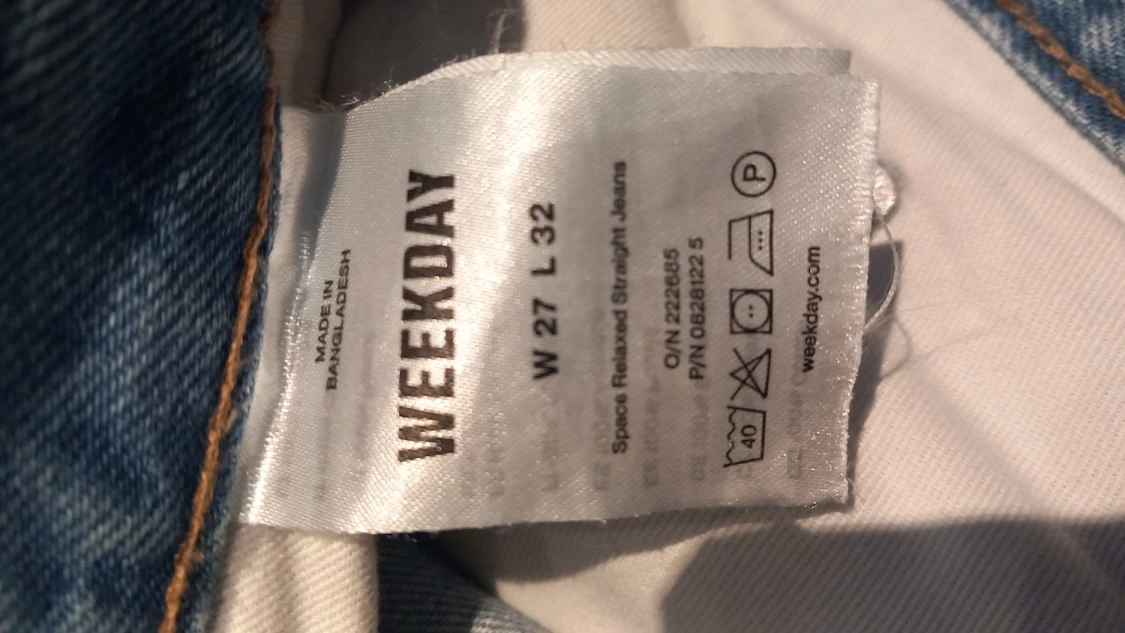 MADE IN
BANGLADESH
WEEKDAY
W 27 L 32
Space Relaxed Straight Jeans
O/N 222685
P/N 0828122 5
40 P
weekday.com